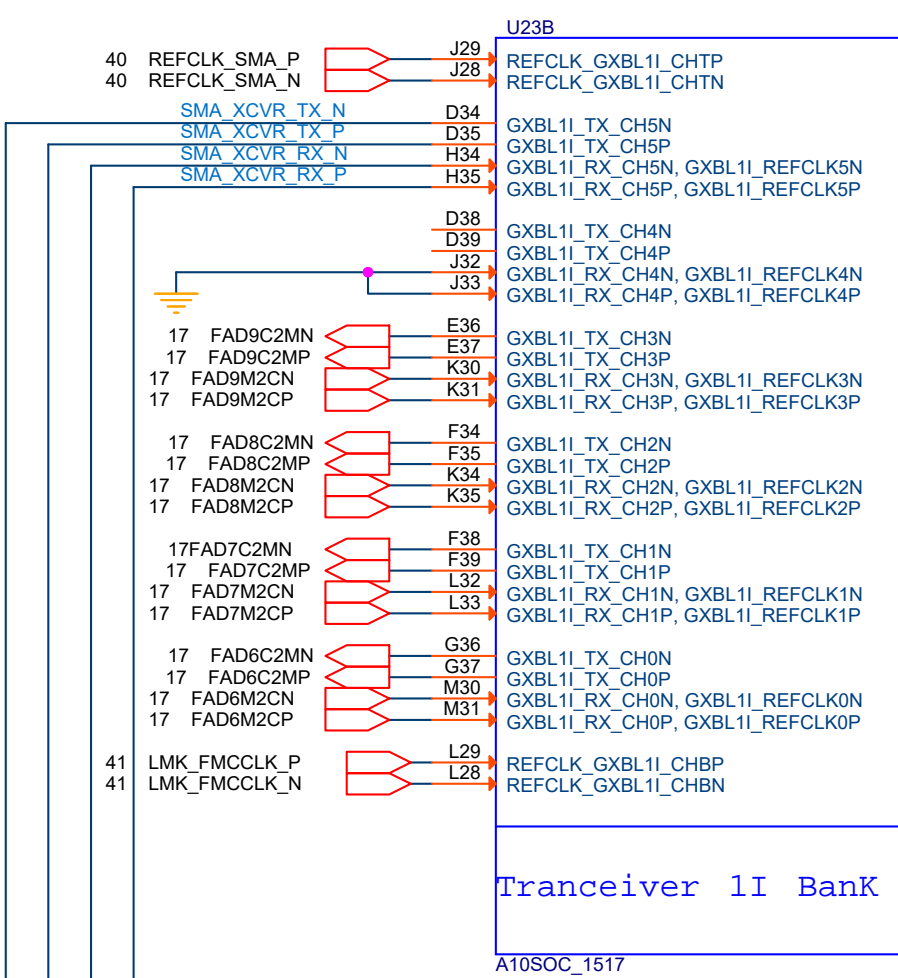 U23B
40 REFCLK_SMA_P J29 REFCLK_GXBL1I_CHTP
40 REFCLK_SMA_N J28 REFCLK_GXBL1I_CHTN
SMA_XCVR_TX_N D34 GXBL1I_TX_CH5N
SMA_XCVR_TX_P D35 GXBL1I_TX_CH5P
SMA_XCVR_RX_N H34 GXBL1I_RX_CH5N, GXBL1I_REFCLK5N
SMA_XCVR_RX_P H35 GXBL1I_RX_CH5P, GXBL1I_REFCLK5P
D38 GXBL1I_TX_CH4N
D39 GXBL1I_TX_CH4P
J32 GXBL1I_RX_CH4N, GXBL1I_REFCLK4N
J33 GXBL1I_RX_CH4P, GXBL1I_REFCLK4P
17 FAD9C2MN E36 GXBL1I_TX_CH3N
17 FAD9C2MP E37 GXBL1I_TX_CH3P
17 FAD9M2CN K30 GXBL1I_RX_CH3N, GXBL1I_REFCLK3N
17 FAD9M2CP K31 GXBL1I_RX_CH3P, GXBL1I_REFCLK3P
17 FAD8C2MN F34 GXBL1I_TX_CH2N
17 FAD8C2MP F35 GXBL1I_TX_CH2P
17 FAD8M2CN K34 GXBL1I_RX_CH2N, GXBL1I_REFCLK2N
17 FAD8M2CP K35 GXBL1I_RX_CH2P, GXBL1I_REFCLK2P
17FAD7C2MN F38 GXBL1I_TX_CH1N
17 FAD7C2MP F39 GXBL1I_TX_CH1P
17 FAD7M2CN L32 GXBL1I_RX_CH1N, GXBL1I_REFCLK1N
17 FAD7M2CP L33 GXBL1I_RX_CH1P, GXBL1I_REFCLK1P
17 FAD6C2MN G36 GXBL1I_TX_CH0N
17 FAD6C2MP G37 GXBL1I_TX_CH0P
17 FAD6M2CN M30 GXBL1I_RX_CH0N, GXBL1I_REFCLK0N
17 FAD6M2CP M31 GXBL1I_RX_CH0P, GXBL1I_REFCLK0P
41 LMK_FMCCLK_P L29 REFCLK_GXBL1I_CHBP
41 LMK_FMCCLK_N L28 REFCLK_GXBL1I_CHBN
Tranceiver 1I BanK
A10SOC_1517